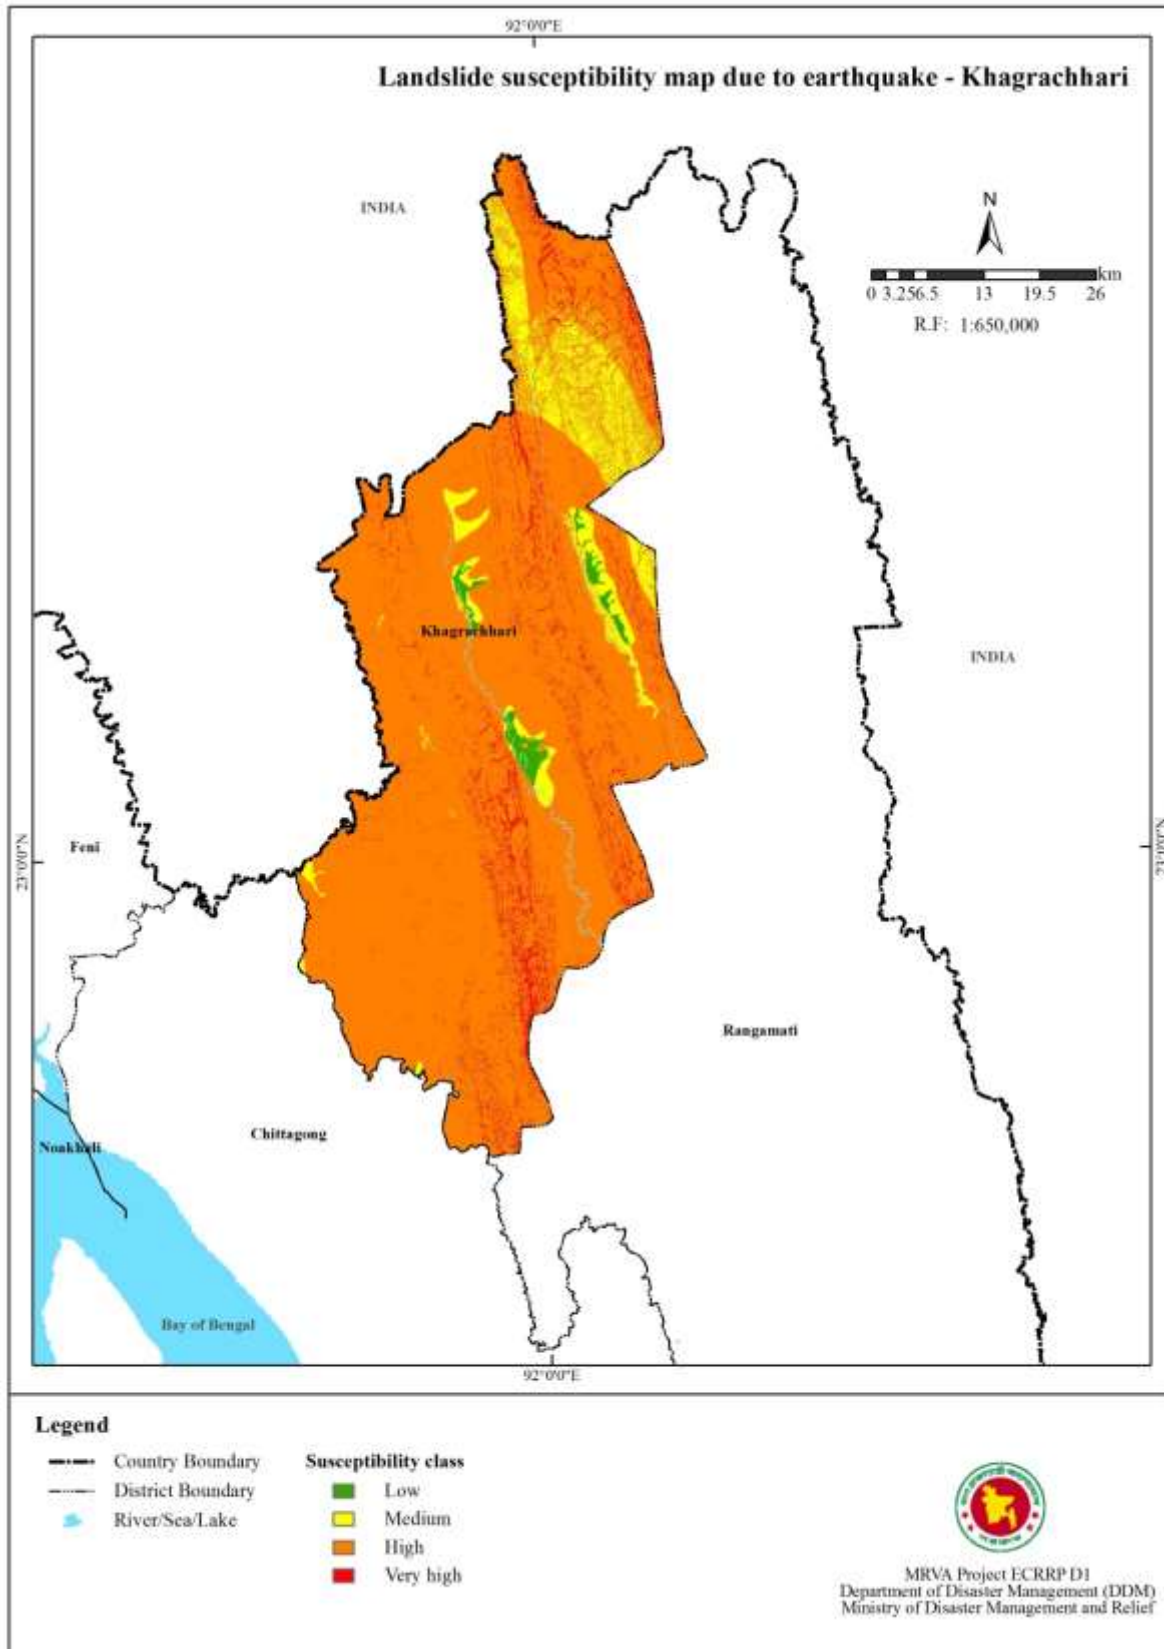 92°0'0"E
Landslide susceptibility map due to earthquake - Khagrachhari
INDIA
N
km
0 3.25 6.5 13 19.5 26
R.F: 1:650,000
Khagrachhari
INDIA
Feni
23°0'0"N
23°0'0"N
Rangamati
Chittagong
Noakhali
Bay of Bengal
92°0'0"E
Legend
Country Boundary
District Boundary
River/Sea/Lake
Susceptibility class
Low
Medium
High
Very high
MRVA Project ECRRP D1
Department of Disaster Management (DDM)
Ministry of Disaster Management and Relief